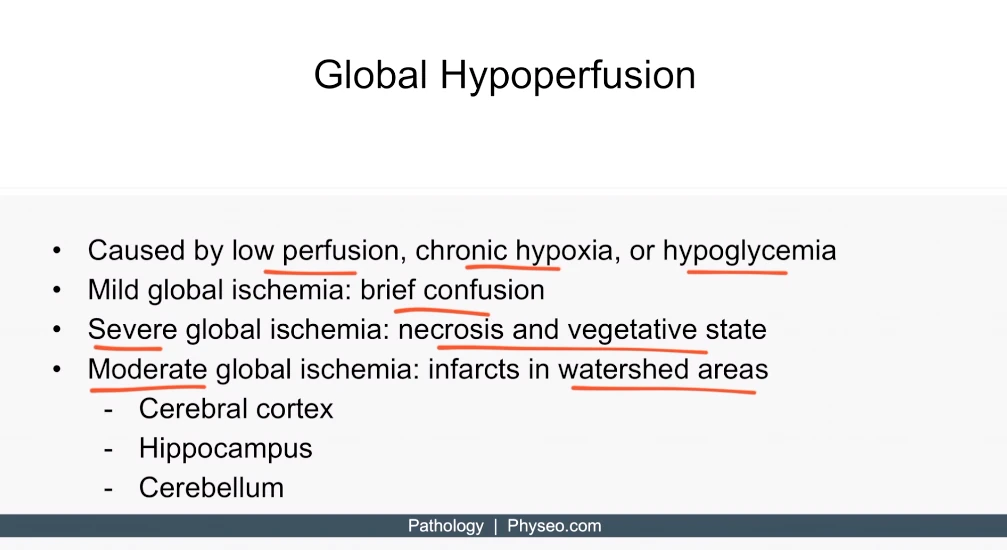 Global Hypoperfusion
• Caused by low perfusion, chronic hypoxia, or hypoglycemia
• Mild global ischemia: brief confusion
• Severe global ischemia: necrosis and vegetative state
• Moderate global ischemia: infarcts in watershed areas
- Cerebral cortex
- Hippocampus
- Cerebellum
Pathology | Physeo.com